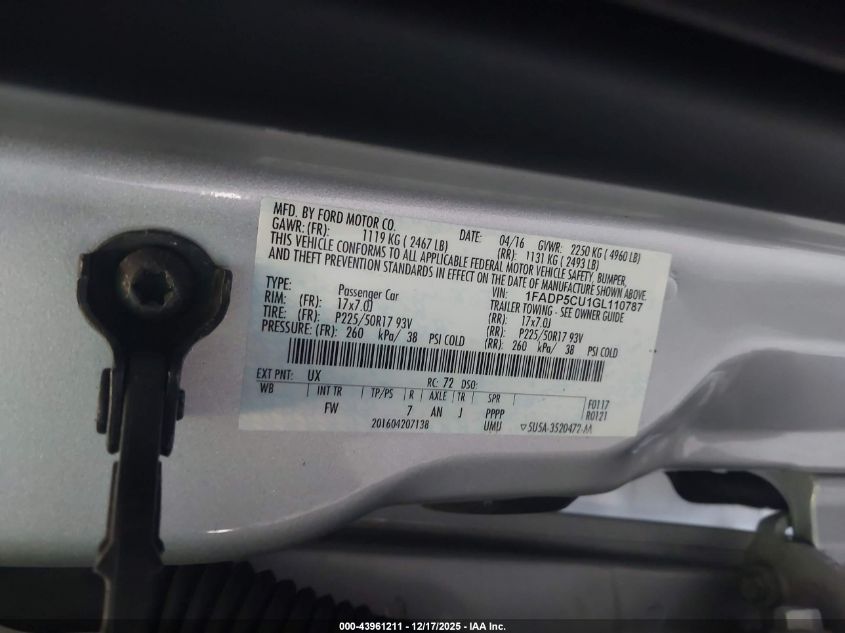 MFD. BY FORD MOTOR CO.
DATE: 04/16 GVWR: 2250 KG ( 4960 LB)
GAWR: (FR): 1119 KG ( 2467 LB) (RR): 1131 KG ( 2493 LB)
THIS VEHICLE CONFORMS TO ALL APPLICABLE FEDERAL MOTOR VEHICLE SAFETY, BUMPER,
AND THEFT PREVENTION STANDARDS IN EFFECT ON THE DATE OF MANUFACTURE SHOWN ABOVE.
VIN: 1FADP5CU1GL110787
TYPE: Passenger Car TRAILER TOWING - SEE OWNER GUIDE
RIM: (FR): 17x7.0J (RR): 17x7.0J
TIRE: (FR): P225/50R17 93V (RR): P225/50R17 93V
PRESSURE: (FR): 260 kPa/ 38 PSI COLD (RR): 260 kPa/ 38 PSI COLD
EXT PNT: UX RC: 72 DSO:
WB INT TR TP/PS R AXLE TR SPR F0117
FW 7 AN J PPPP R0121
201604207138 UMU 5U5A-3520472-AA
000-43961211 - 12/17/2025 - IAA Inc.